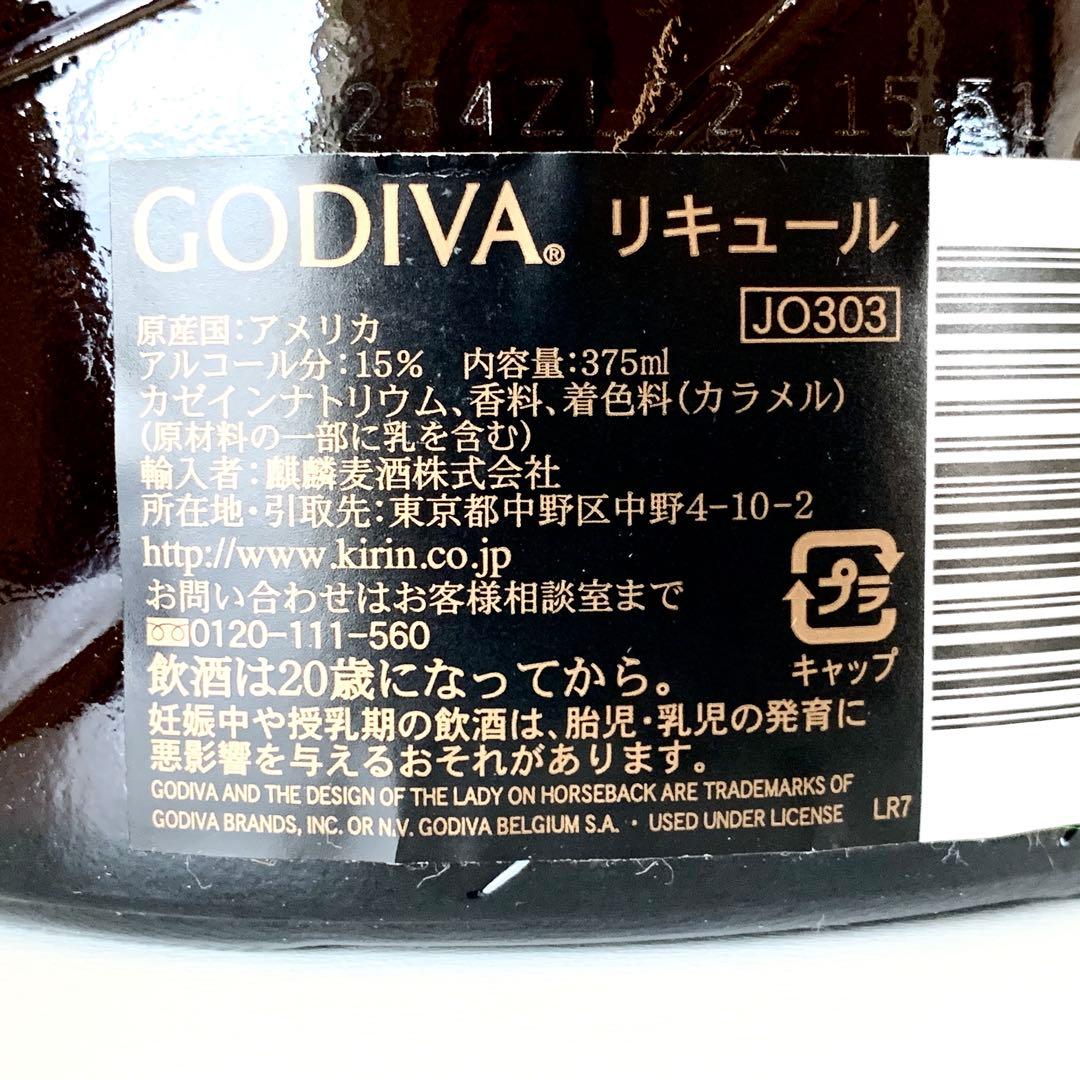 254ZL222 15:51
GODIVA® リキュール
JO303
原産国:アメリカ
アルコール分:15% 内容量:375ml
カゼインナトリウム、香料、着色料(カラメル)
(原材料の一部に乳を含む)
輸入者:麒麟麦酒株式会社
所在地・引取先:東京都中野区中野4-10-2
http://www.kirin.co.jp
お問い合わせはお客様相談室まで
0120-111-560
プラ
キャップ
飲酒は20歳になってから。
妊娠中や授乳期の飲酒は、胎児・乳児の発育に
悪影響を与えるおそれがあります。
GODIVA AND THE DESIGN OF THE LADY ON HORSEBACK ARE TRADEMARKS OF
GODIVA BRANDS, INC. OR N.V. GODIVA BELGIUM S.A. · USED UNDER LICENSE LR7